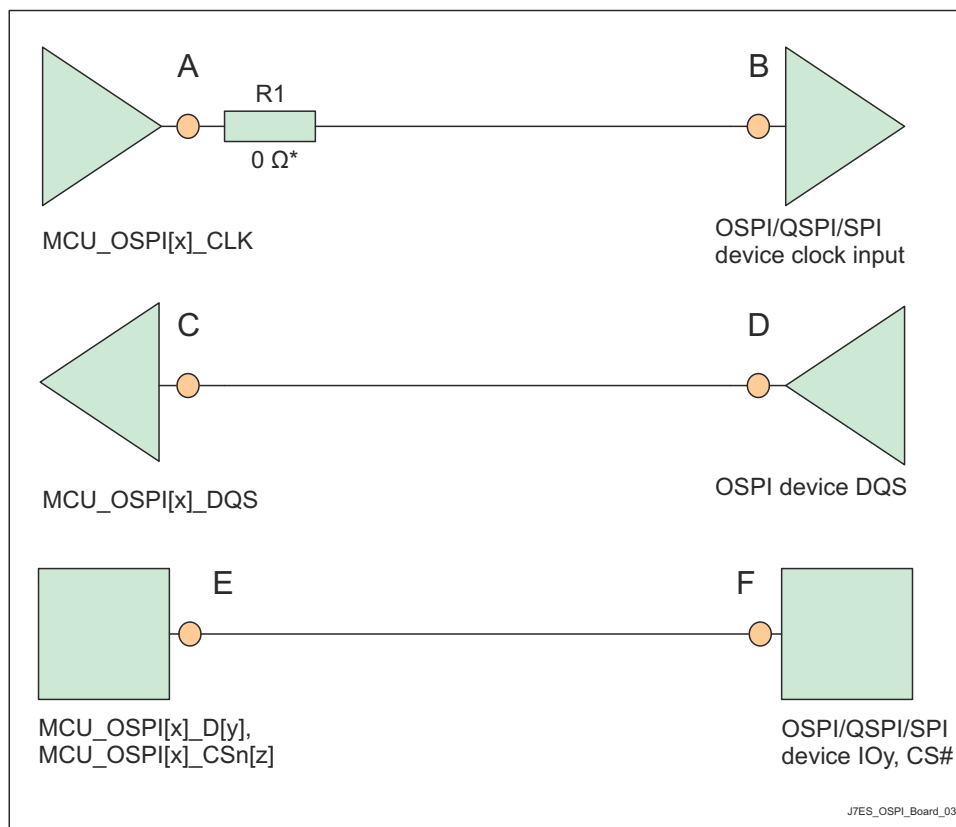 A
B
R1
0 Ω*
MCU_OSPI[x]_CLK
OSPI/QSPI/SPI
device clock input
C
D
MCU_OSPI[x]_DQS
OSPI device DQS
E
F
MCU_OSPI[x]_D[y],
MCU_OSPI[x]_CSn[z]
OSPI/QSPI/SPI
device IOy, CS#
J7ES_OSPI_Board_03